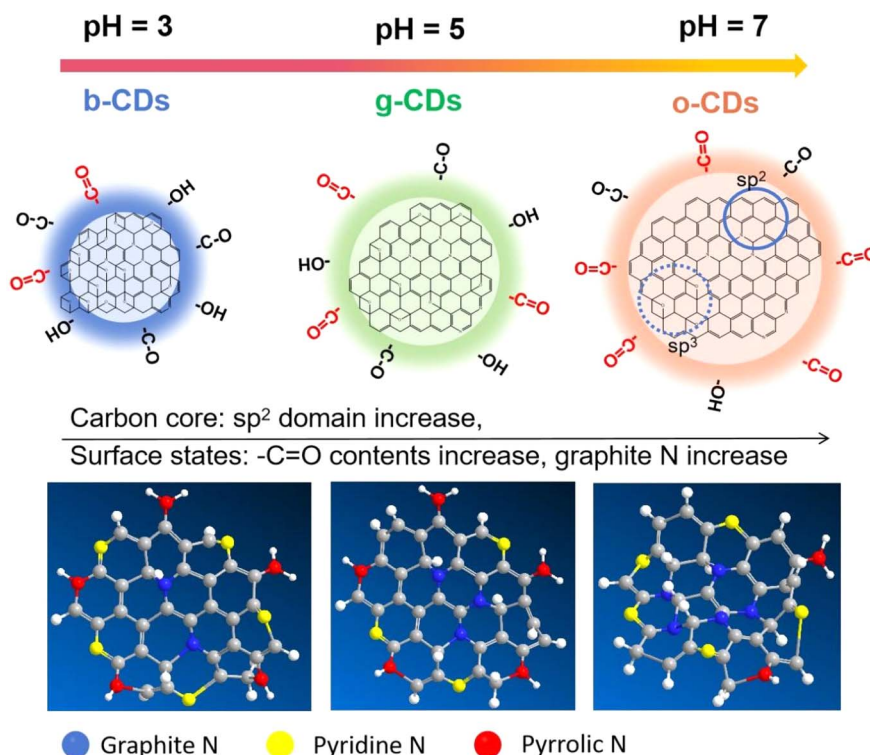 pH = 3 pH = 5 pH = 7
b-CDs g-CDs o-CDs
-C=O -OH -C-O -C-O -C=O -C-O HO- -OH -C-O
-C-O -C=O -OH HO- -C=O -C=O -C-O -OH
-C=O -C-O sp² -C-O -C=O -C=O sp³ -C=O -C=O HO-
Carbon core: sp² domain increase,
Surface states: -C=O contents increase, graphite N increase
Graphite N Pyridine N Pyrrolic N